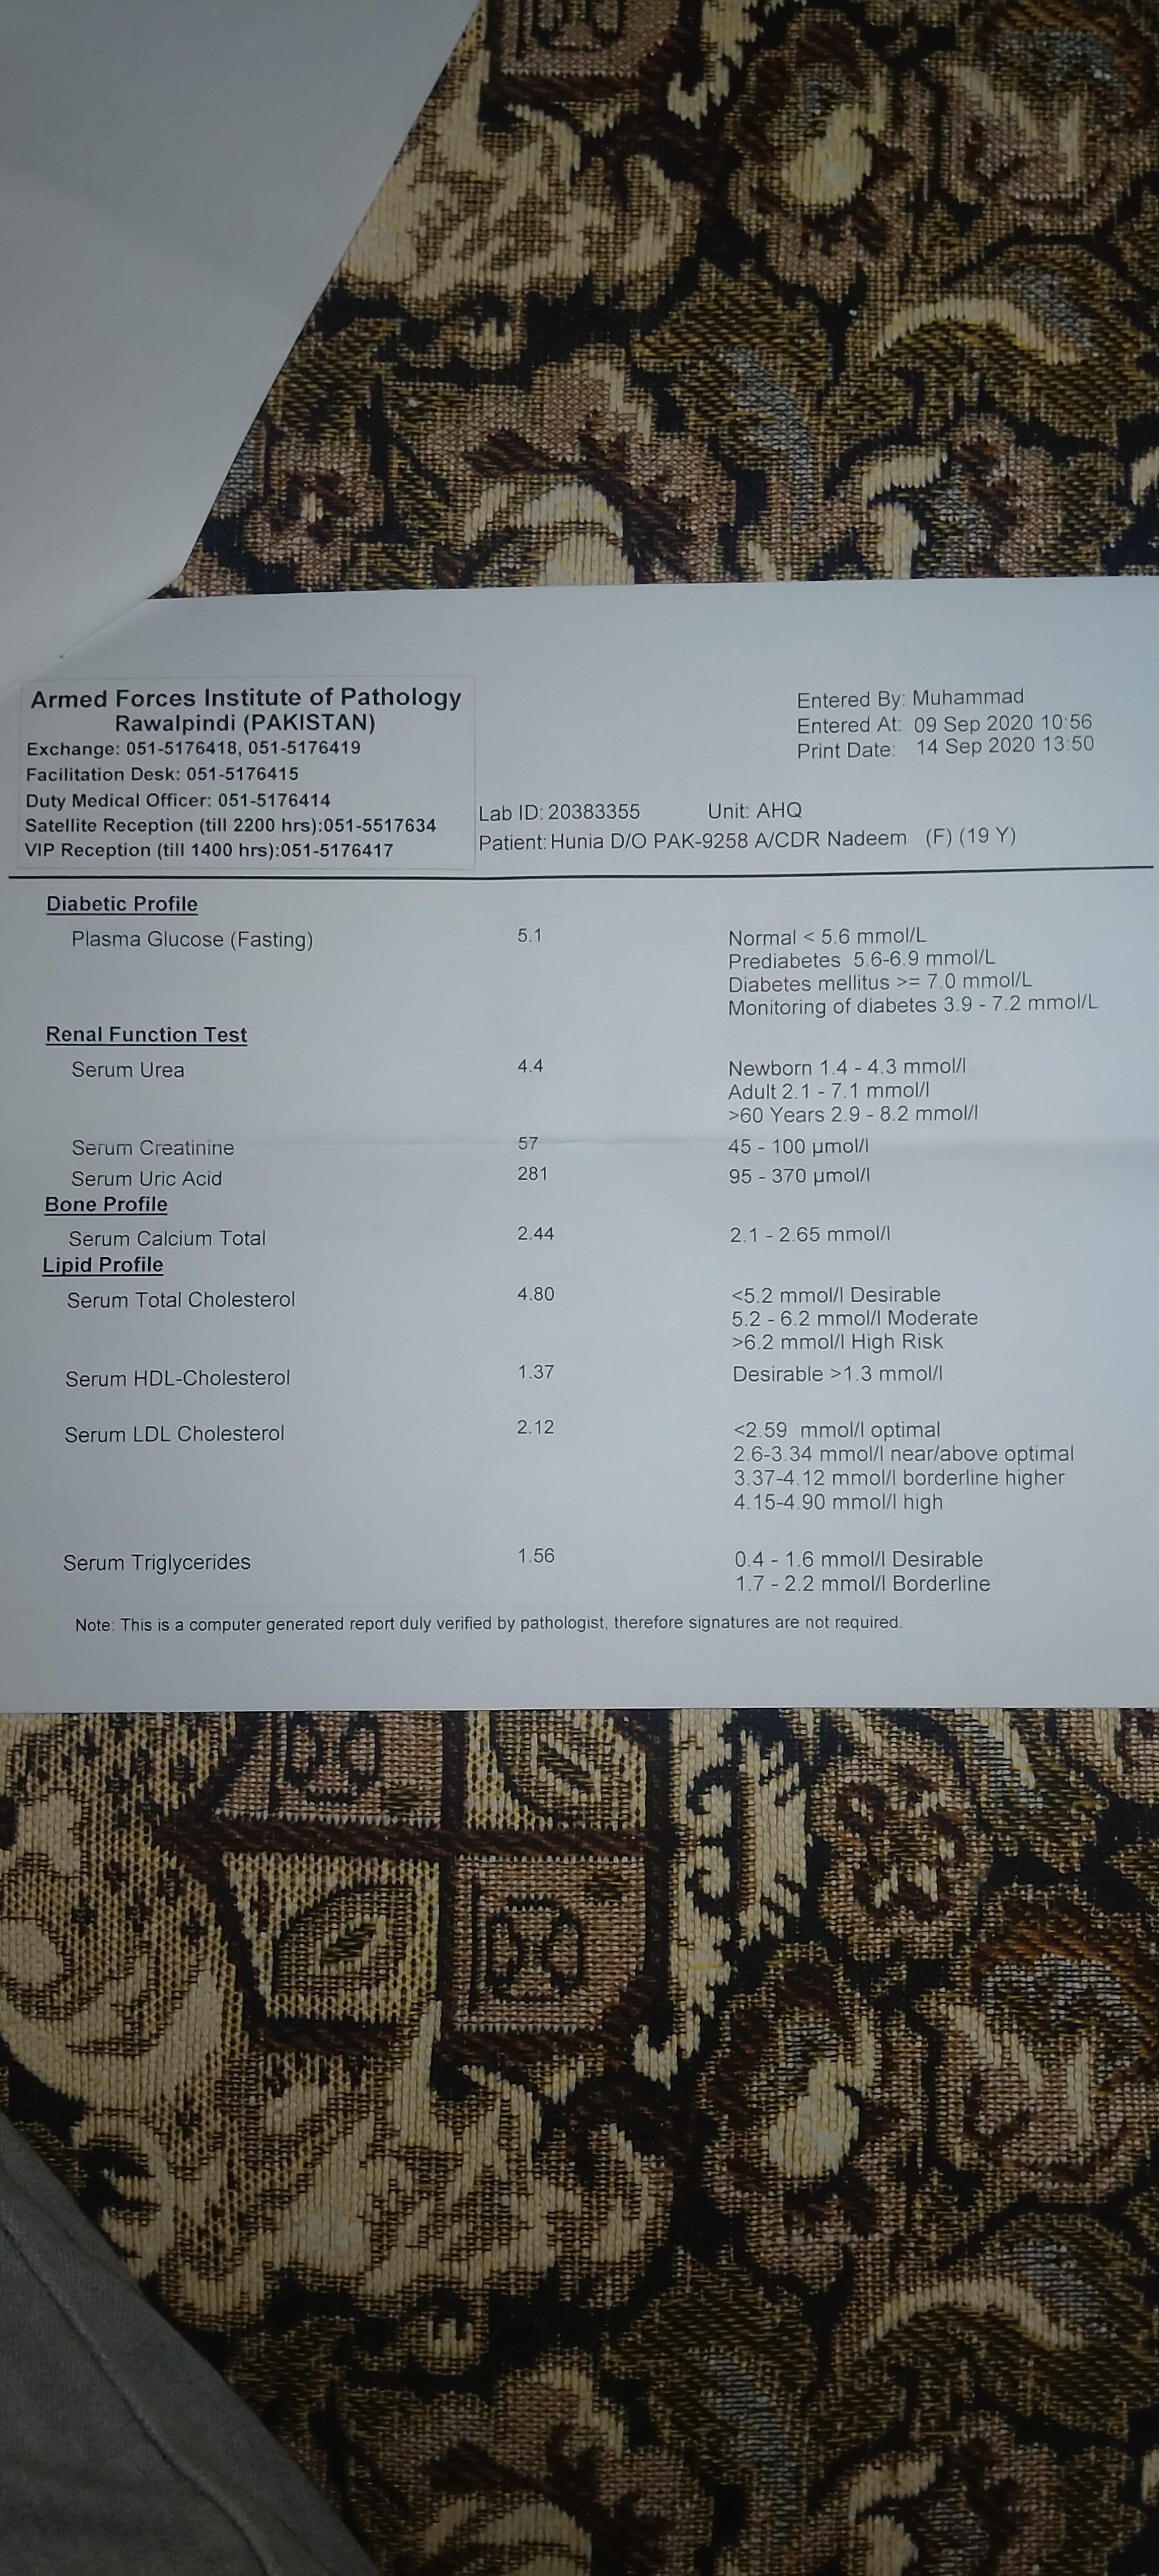 Armed Forces Institute of Pathology
Rawalpindi (PAKISTAN)
Exchange: 051-5176418, 051-5176419
Facilitation Desk: 051-5176415
Duty Medical Officer: 051-5176414
Satellite Reception (till 2200 hrs):051-5517634
VIP Reception (till 1400 hrs):051-5176417
Entered By: Muhammad
Entered At: 09 Sep 2020 10:56
Print Date: 14 Sep 2020 13:50
Lab ID: 20383355 Unit: AHQ
Patient: Hunia D/O PAK-9258 A/CDR Nadeem (F) (19 Y)
Diabetic Profile
Plasma Glucose (Fasting) 5.1 Normal < 5.6 mmol/L
Prediabetes 5.6-6.9 mmol/L
Diabetes mellitus >= 7.0 mmol/L
Monitoring of diabetes 3.9 - 7.2 mmol/L
Renal Function Test
Serum Urea 4.4 Newborn 1.4 - 4.3 mmol/l
Adult 2.1 - 7.1 mmol/l
>60 Years 2.9 - 8.2 mmol/l
Serum Creatinine 57 45 - 100 µmol/l
Serum Uric Acid 281 95 - 370 µmol/l
Bone Profile
Serum Calcium Total 2.44 2.1 - 2.65 mmol/l
Lipid Profile
Serum Total Cholesterol 4.80 <5.2 mmol/l Desirable
5.2 - 6.2 mmol/l Moderate
>6.2 mmol/l High Risk
Serum HDL-Cholesterol 1.37 Desirable >1.3 mmol/l
Serum LDL Cholesterol 2.12 <2.59 mmol/l optimal
2.6-3.34 mmol/l near/above optimal
3.37-4.12 mmol/l borderline higher
4.15-4.90 mmol/l high
Serum Triglycerides 1.56 0.4 - 1.6 mmol/l Desirable
1.7 - 2.2 mmol/l Borderline
Note: This is a computer generated report duly verified by pathologist, therefore signatures are not required.